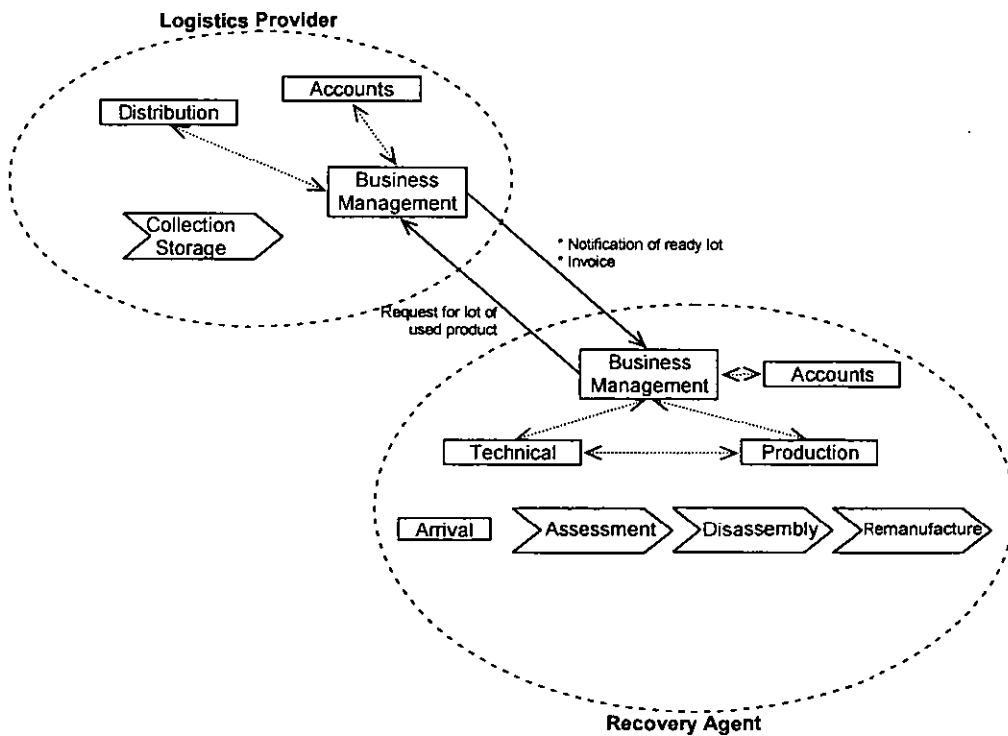 Logistics Provider
Accounts
Distribution
Business
Management
Collection
Storage
* Notification of ready lot
* Invoice
Request for lot of
used product
Business
Management
Accounts
Technical
Production
Arrival
Assessment
Disassembly
Remanufacture
Recovery Agent